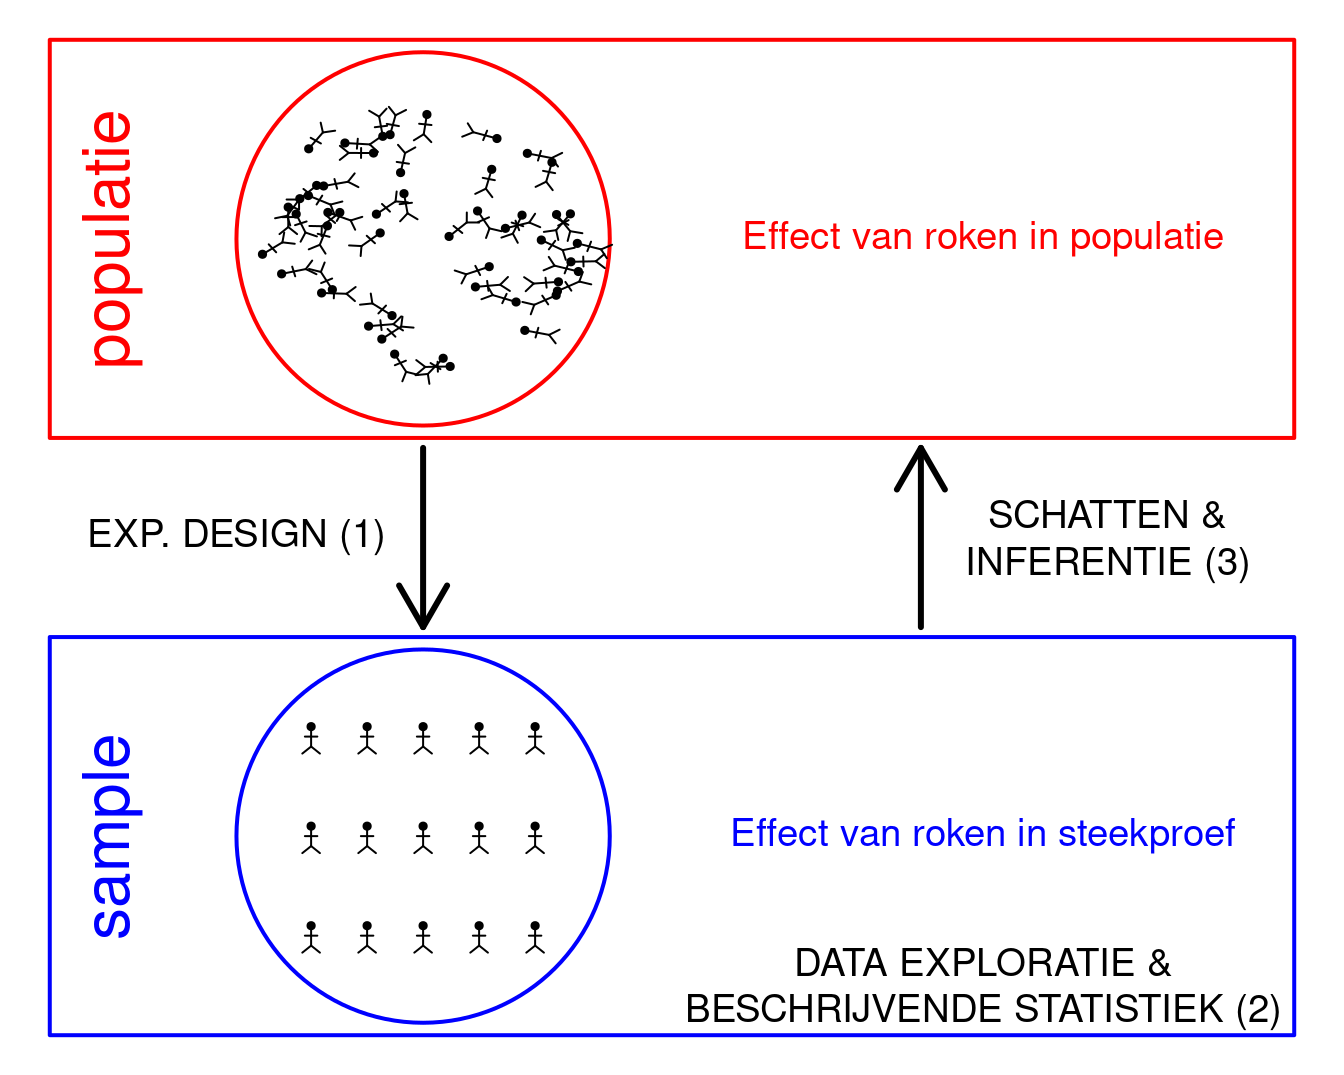 populatie
Effect van roken in populatie
EXP. DESIGN (1)
SCHATTEN &
INFERENTIE (3)
sample
Effect van roken in steekproef
DATA EXPLORATIE &
BESCHRIJVENDE STATISTIEK (2)